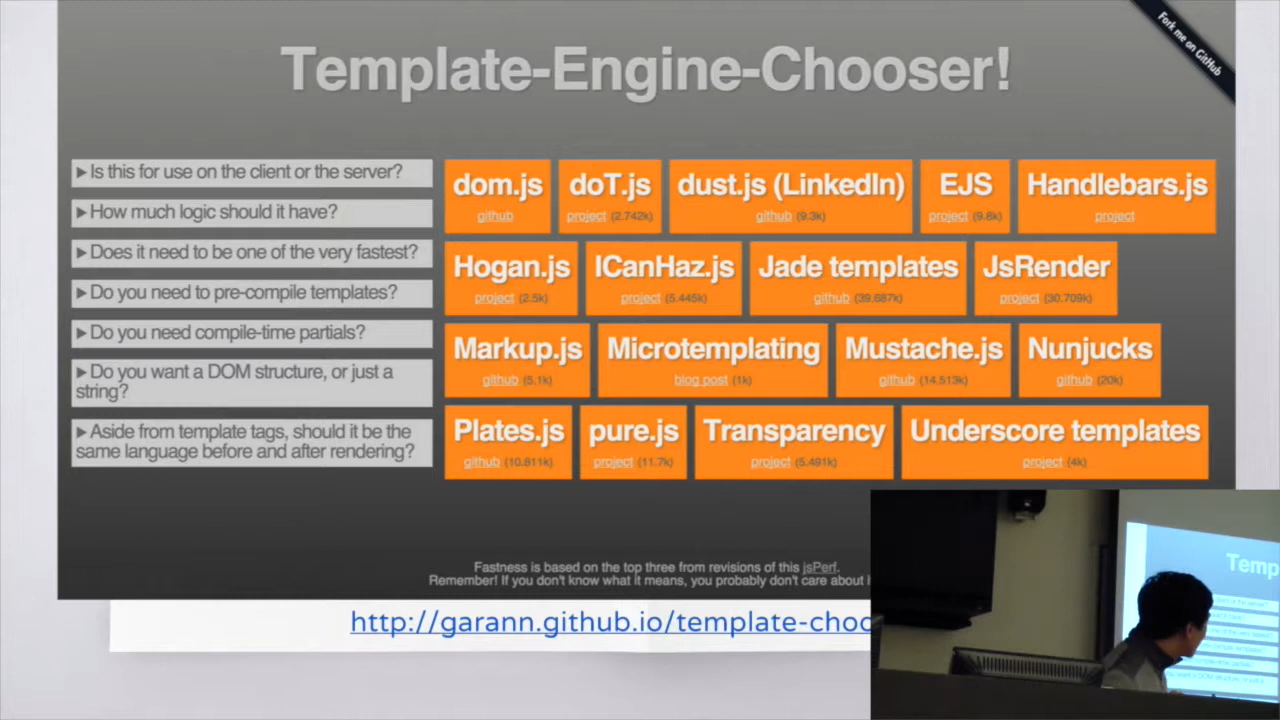 Fork me on GitHub
Template-Engine-Chooser!
▶Is this for use on the client or the server?
▶How much logic should it have?
▶Does it need to be one of the very fastest?
▶Do you need to pre-compile templates?
▶Do you need compile-time partials?
▶Do you want a DOM structure, or just a
string?
▶Aside from template tags, should it be the
same language before and after rendering?
dom.js doT.js dust.js (LinkedIn) EJS Handlebars.js
github project (2.742k) github (9.3k) project (9.8k) project
Hogan.js ICanHaz.js Jade templates JsRender
project (2.5k) project (5.445k) github (39.687k) project (30.709k)
Markup.js Microtemplating Mustache.js Nunjucks
github (5.1k) blog post (1k) github (14.513k) github (20k)
Plates.js pure.js Transparency Underscore templates
github (10.811k) project (11.7k) project (5.491k) project (4k)
Fastness is based on the top three from revisions of this jsPerf.
Remember! If you don't know what it means, you probably don't care about
http://garann.github.io/template-choo
Temp